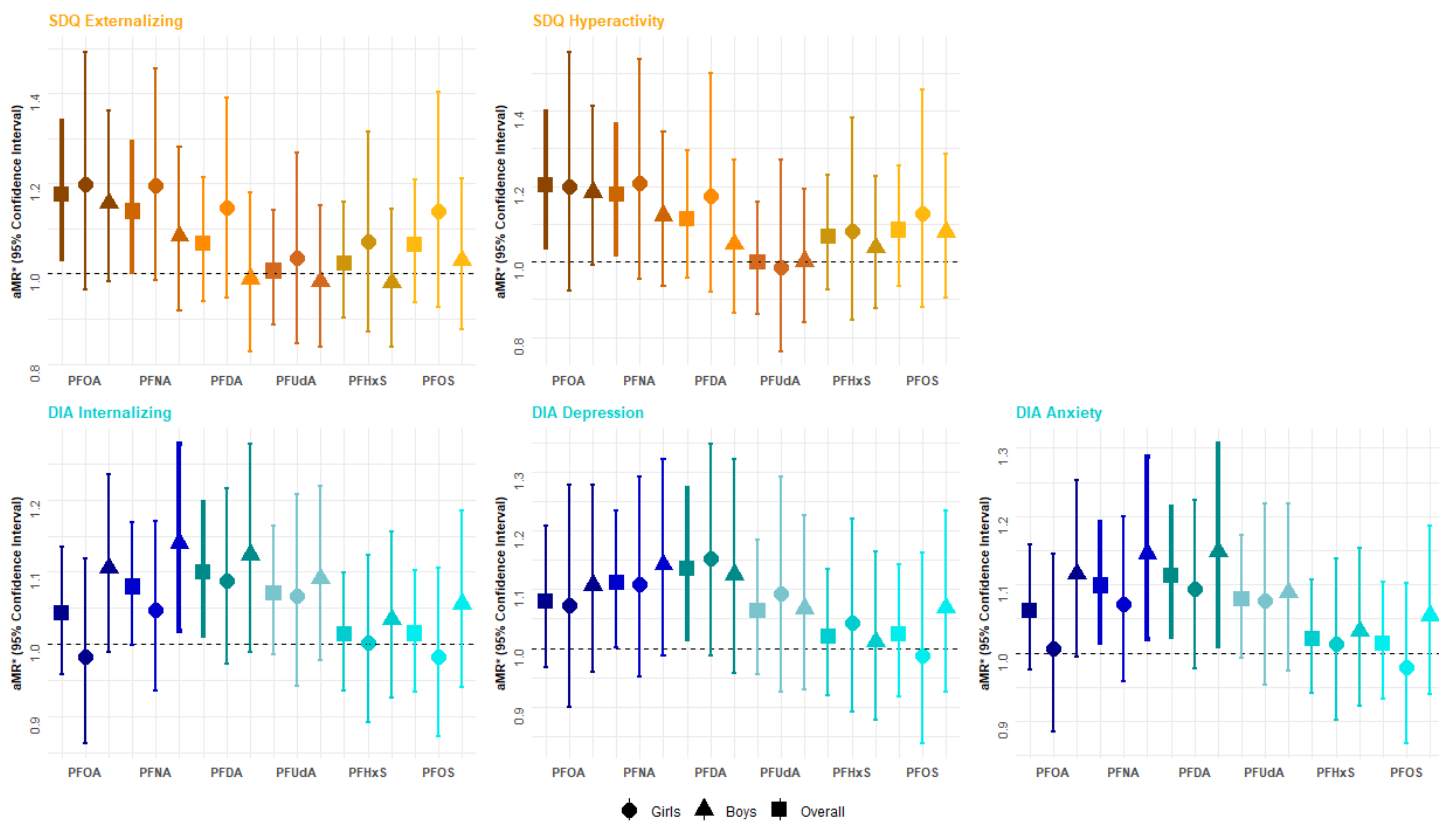 SDQ Externalizing
SDQ Hyperactivity
aMR* (95% Confidence Interval)
1.4
1.2
1.0
0.8
PFOA PFNA PFDA PFUdA PFHxS PFOS
aMR* (95% Confidence Interval)
1.4
1.2
1.0
0.8
PFOA PFNA PFDA PFUdA PFHxS PFOS
DIA Internalizing
DIA Depression
DIA Anxiety
aMR* (95% Confidence Interval)
1.2
1.1
1.0
0.9
PFOA PFNA PFDA PFUdA PFHxS PFOS
aMR* (95% Confidence Interval)
1.3
1.2
1.1
1.0
0.9
PFOA PFNA PFDA PFUdA PFHxS PFOS
aMR* (95% Confidence Interval)
1.3
1.2
1.1
1.0
0.9
PFOA PFNA PFDA PFUdA PFHxS PFOS
Girls Boys Overall